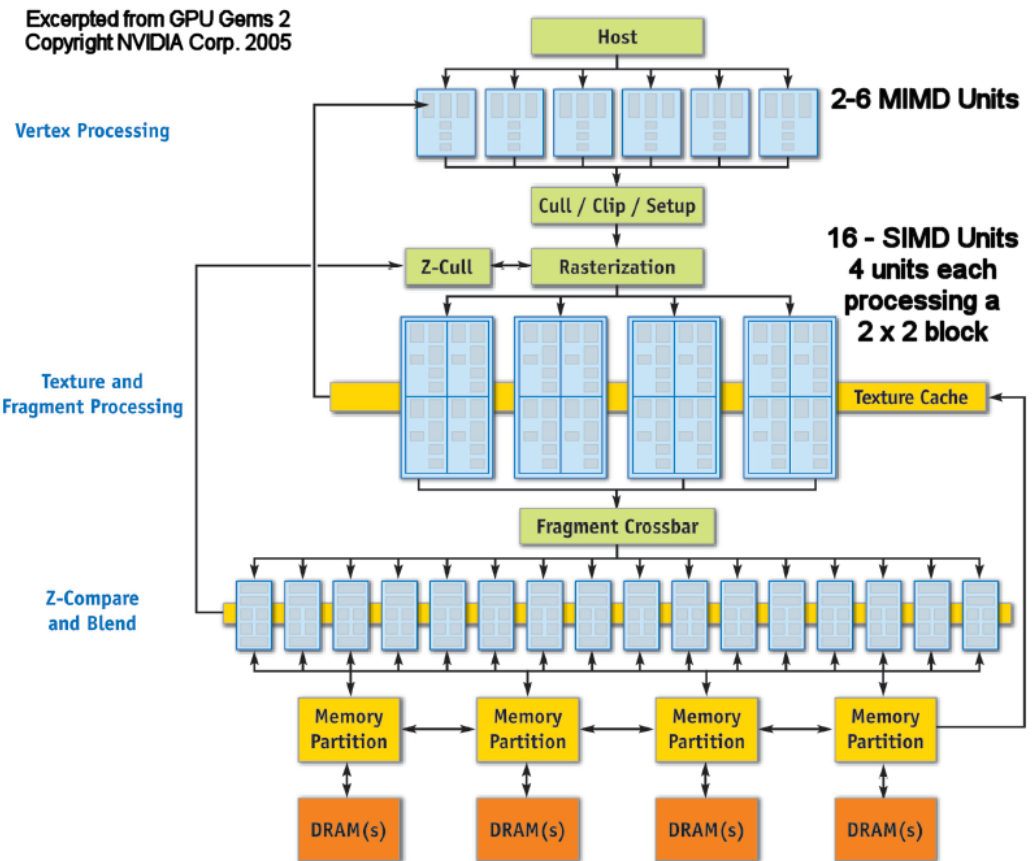 Excerpted from GPU Gems 2
Copyright NVIDIA Corp. 2005
Host
2-6 MIMD Units
Vertex Processing
Cull / Clip / Setup
16 - SIMD Units
4 units each
processing a
2 x 2 block
Z-Cull
Rasterization
Texture and
Fragment Processing
Texture Cache
Fragment Crossbar
Z-Compare
and Blend
Memory
Partition
Memory
Partition
Memory
Partition
Memory
Partition
DRAM(s)
DRAM(s)
DRAM(s)
DRAM(s)